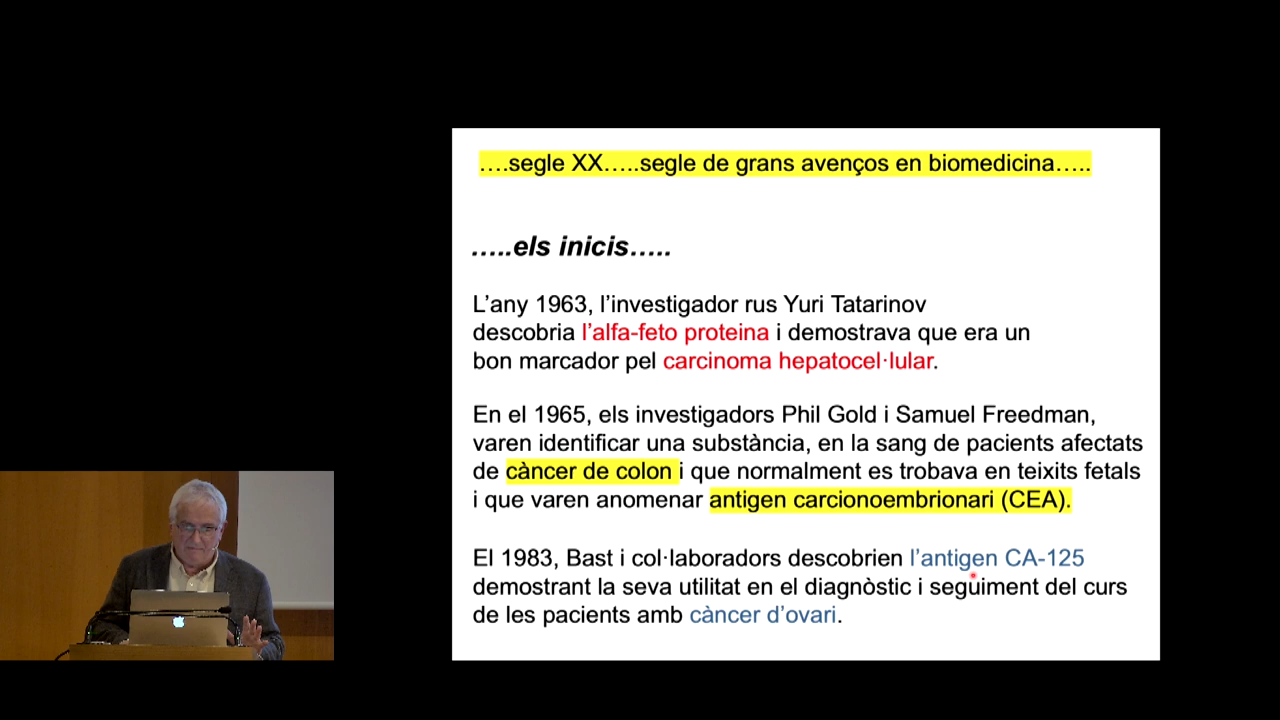 ….segle XX…..segle de grans avenços en biomedicina…..
…..els inicis…..
L’any 1963, l’investigador rus Yuri Tatarinov
descobria l’alfa-feto proteina i demostrava que era un
bon marcador pel carcinoma hepatocel·lular.
En el 1965, els investigadors Phil Gold i Samuel Freedman,
varen identificar una substància, en la sang de pacients afectats
de càncer de colon i que normalment es trobava en teixits fetals
i que varen anomenar antigen carcionoembrionari (CEA).
El 1983, Bast i col·laboradors descobrien l’antigen CA-125
demostrant la seva utilitat en el diagnòstic i seguiment del curs
de les pacients amb càncer d’ovari.